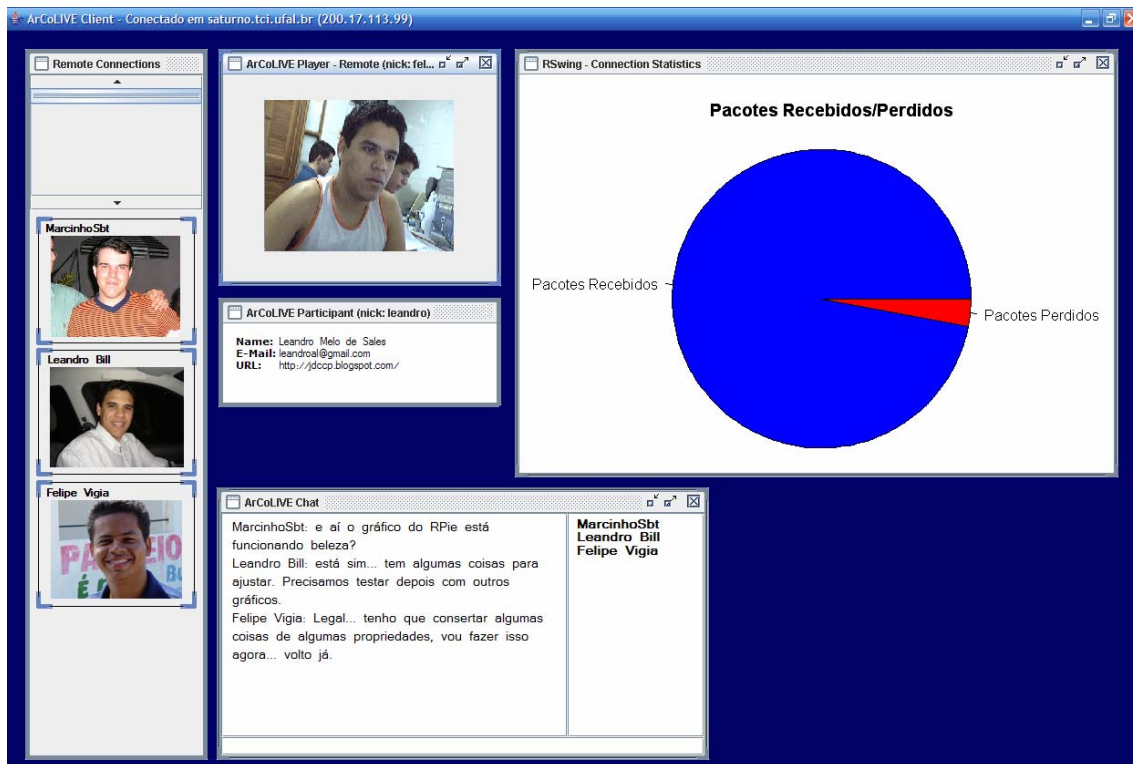 ArCoLIVE Client - Conectado em saturno.tci.ufal.br (200.17.113.99)
Remote Connections
MarcinhoSbt
Leandro Bill
Felipe Vigia
ArCoLIVE Player - Remote (nick: fel...
ArCoLIVE Participant (nick: leandro)
Name: Leandro Melo de Sales
E-Mail: leandroal@gmail.com
URL: http://jdccp.blogspot.com/
RSwing - Connection Statistics
Pacotes Recebidos/Perdidos
Pacotes Recebidos
Pacotes Perdidos
ArCoLIVE Chat
MarcinhoSbt: e aí o gráfico do RPie está
funcionando beleza?
Leandro Bill: está sim... tem algumas coisas para
ajustar. Precisamos testar depois com outros
gráficos.
Felipe Vigia: Legal... tenho que consertar algumas
coisas de algumas propriedades, vou fazer isso
agora... volto já.
MarcinhoSbt
Leandro Bill
Felipe Vigia